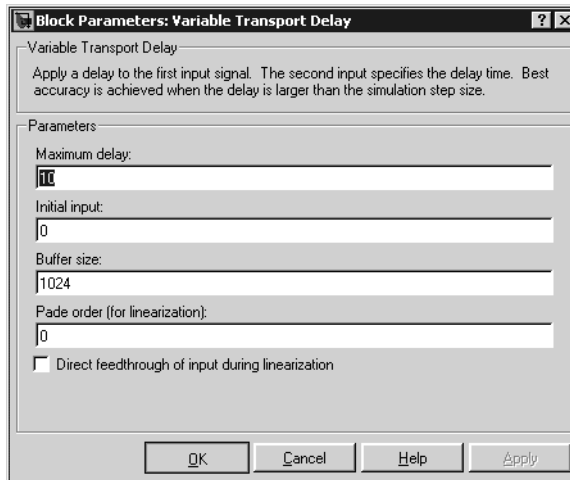 Block Parameters: Variable Transport Delay
Variable Transport Delay
Apply a delay to the first input signal.  The second input specifies the delay time.  Best
accuracy is achieved when the delay is larger than the simulation step size.
Parameters
Maximum delay:
10
Initial input:
0
Buffer size:
1024
Pade order (for linearization):
0
Direct feedthrough of input during linearization
OK Cancel Help Apply